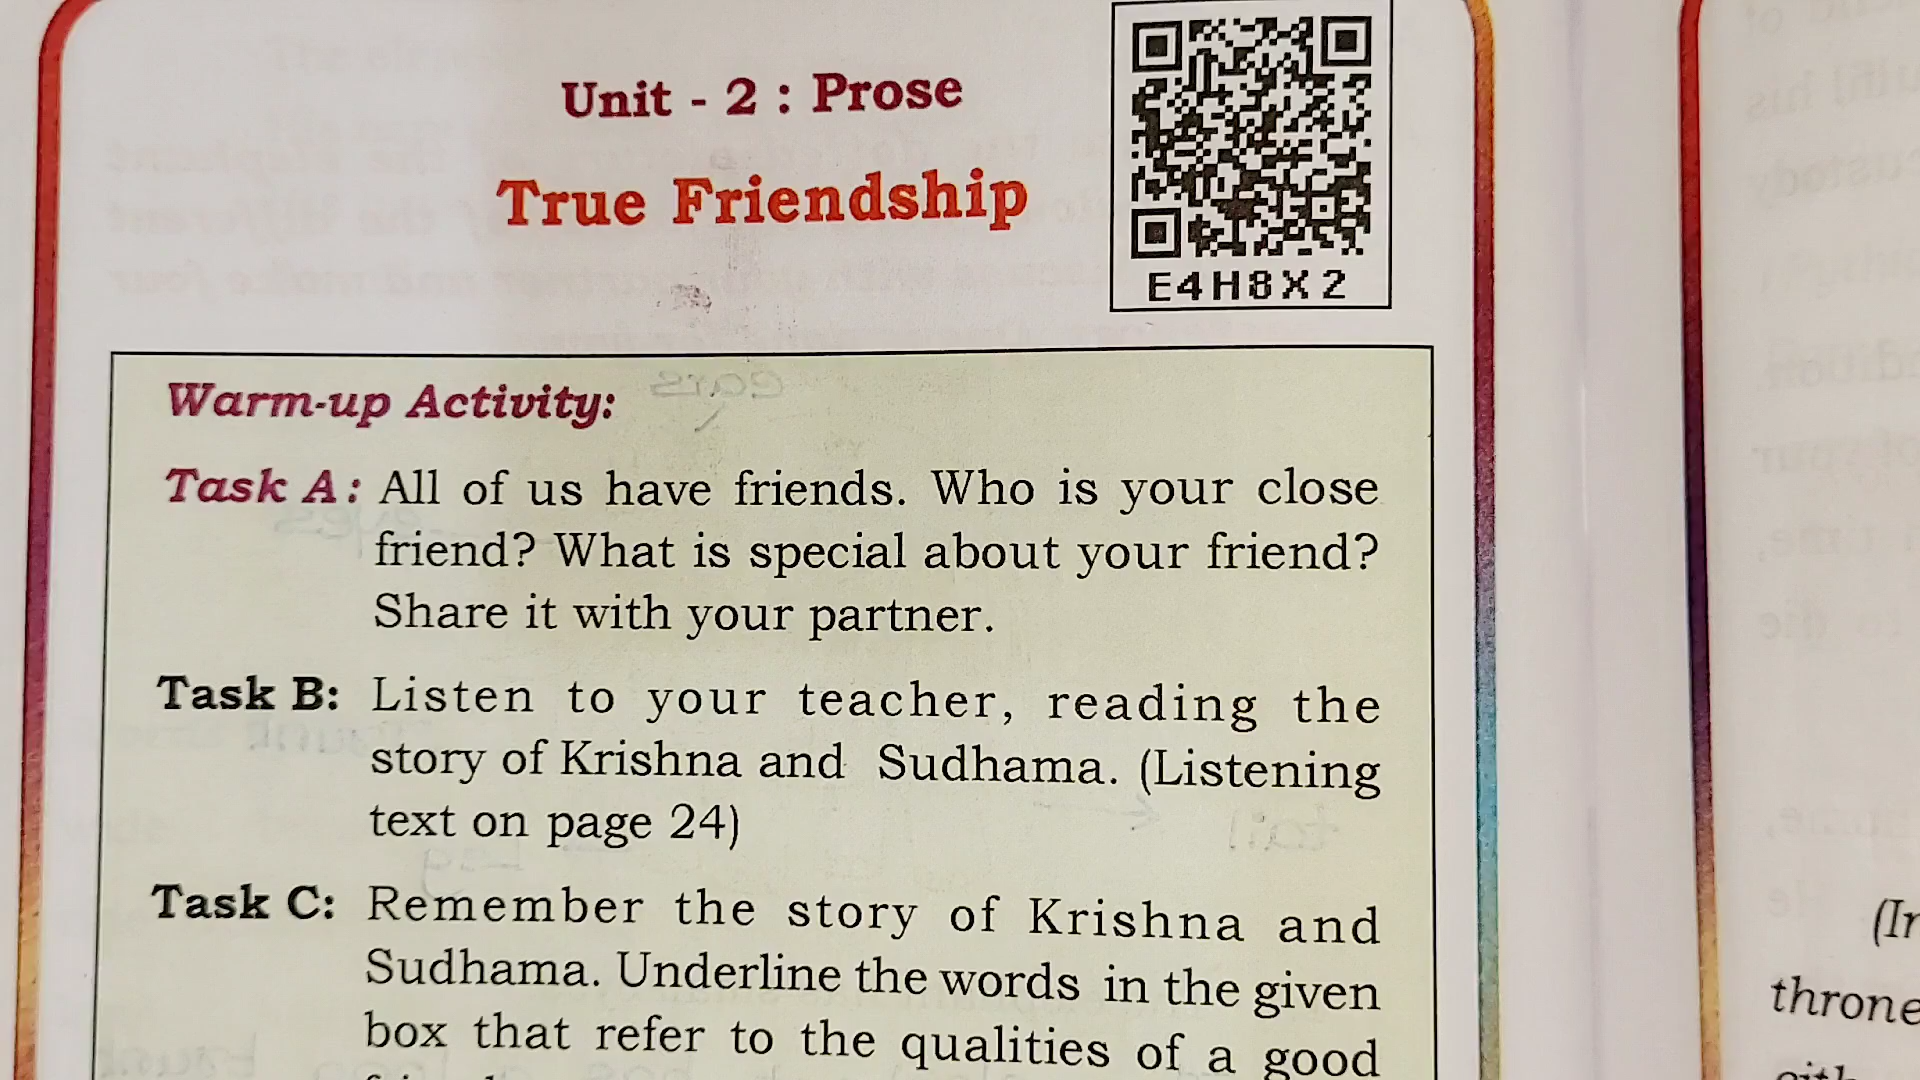 Unit - 2 : Prose
True Friendship
E4H8X2
Warm-up Activity:
Task A: All of us have friends. Who is your close
friend? What is special about your friend?
Share it with your partner.
Task B: Listen to your teacher, reading the
story of Krishna and Sudhama. (Listening
text on page 24)
Task C: Remember the story of Krishna and
Sudhama. Underline the words in the given
box that refer to the qualities of a good
throne